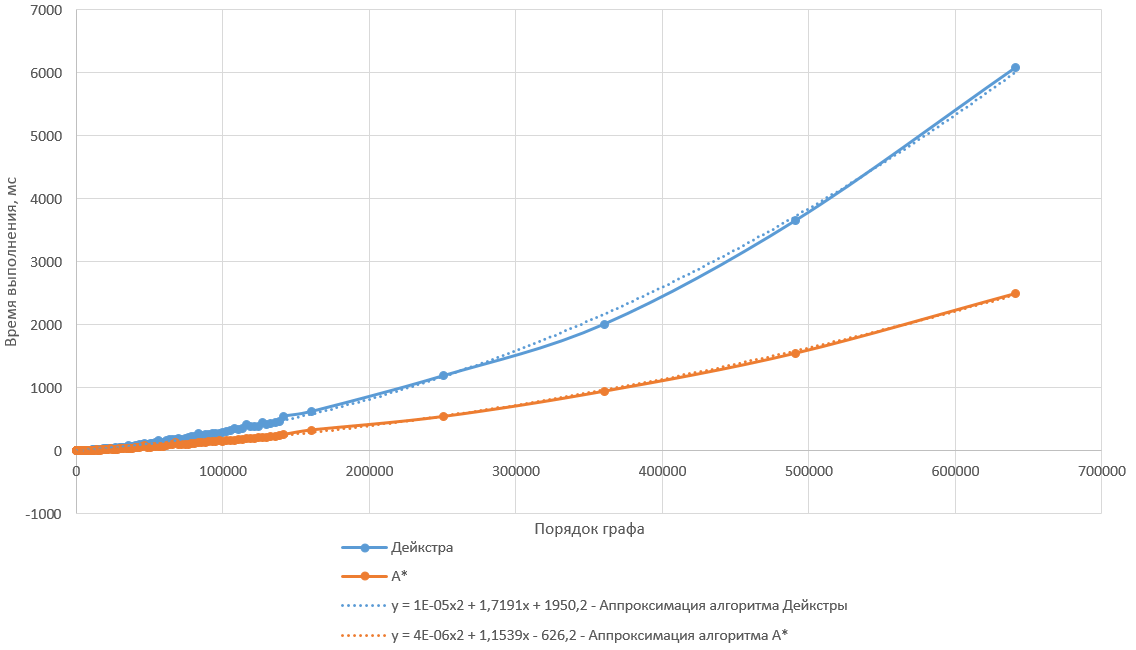 7000
6000
5000
4000
3000
2000
1000
0
-1000
Время выполнения, мс
0 100000 200000 300000 400000 500000 600000 700000
Порядок графа
Дейкстра
A*
y = 1E-05x2 + 1,7191x + 1950,2 - Аппроксимация алгоритма Дейкстры
y = 4E-06x2 + 1,1539x - 626,2 - Аппроксимация алгоритма A*